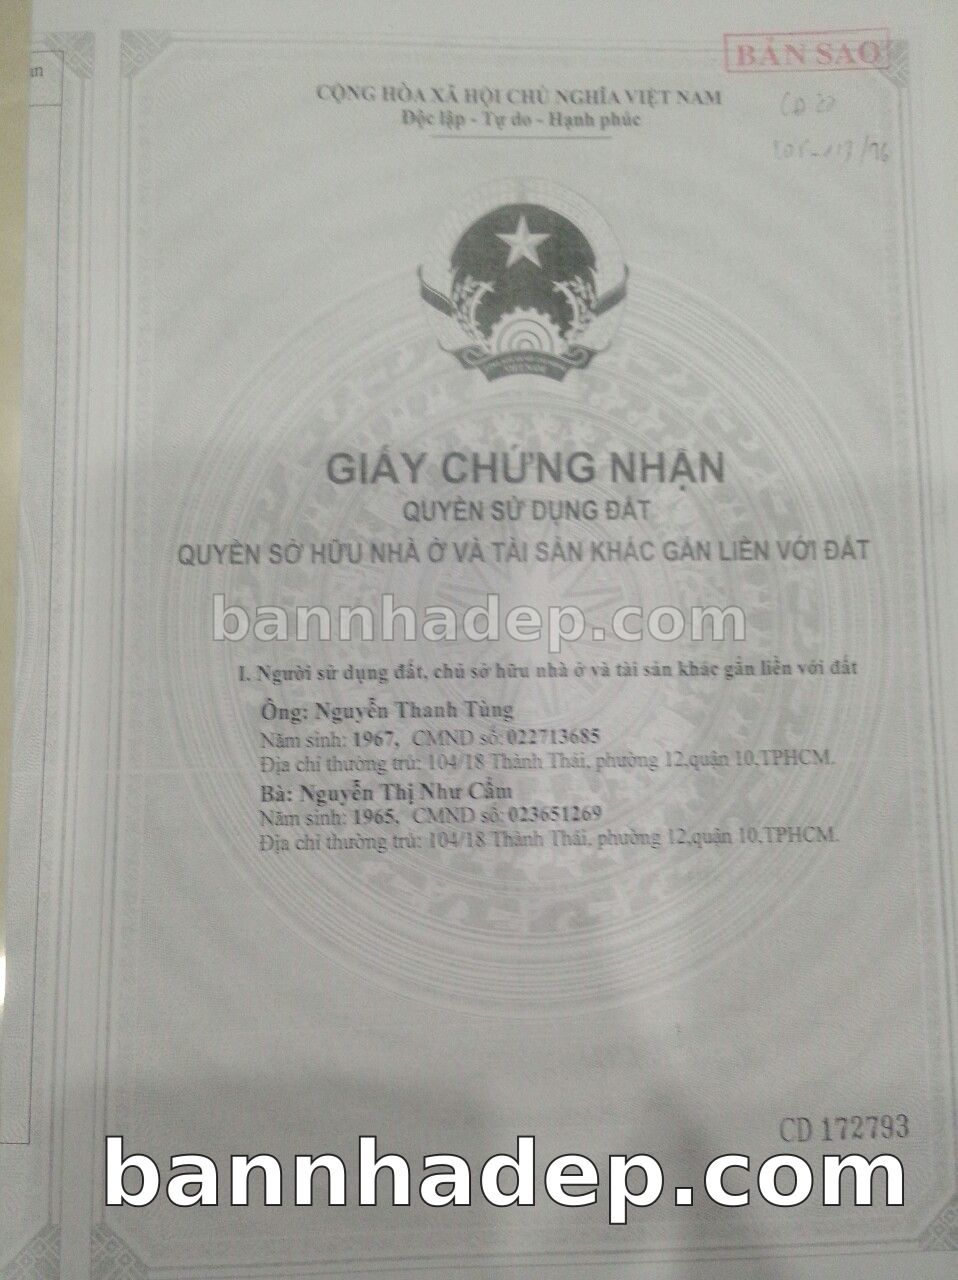 BẢN SAO
CỘNG HÒA XÃ HỘI CHỦ NGHĨA VIỆT NAM
Độc lập - Tự do - Hạnh phúc
VIỆT NAM
GIẤY CHỨNG NHẬN
QUYỀN SỬ DỤNG ĐẤT
QUYỀN SỞ HỮU NHÀ Ở VÀ TÀI SẢN KHÁC GẮN LIỀN VỚI ĐẤT
bannhadep.com
I. Người sử dụng đất, chủ sở hữu nhà ở và tài sản khác gắn liền với đất
Ông: Nguyễn Thanh Tùng
Năm sinh: 1967, CMND số: 022713685
Địa chỉ thường trú: 104/18 Thành Thái, phường 12,quận 10,TPHCM.
Bà: Nguyễn Thị Như Cẩm
Năm sinh: 1965, CMND số: 023651269
Địa chỉ thường trú: 104/18 Thành Thái, phường 12,quận 10,TPHCM.
CD 172793
bannhadep.com